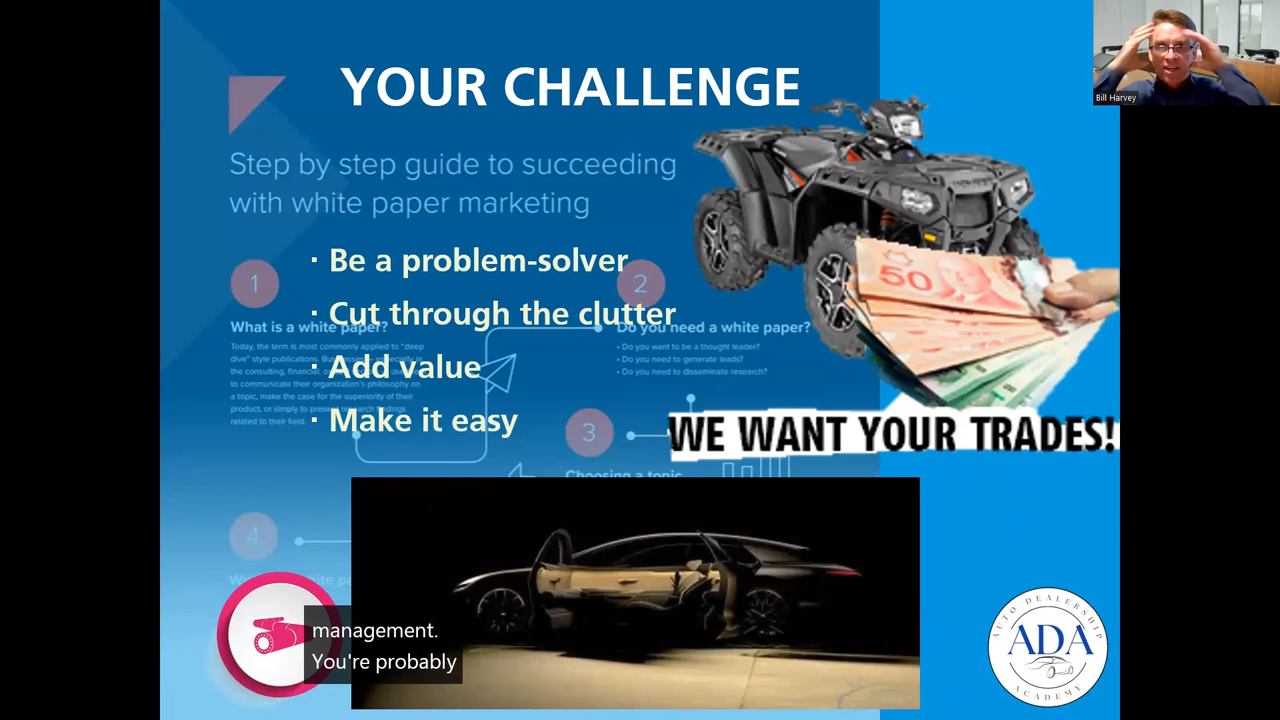 YOUR CHALLENGE
Bill Harvey
Step by step guide to succeeding
with white paper marketing
· Be a problem-solver
1
2
· Cut through the clutter
What is a white paper?
Do you need a white paper?
Today, the term is most commonly applied to "deep
dive" style publications.
the consulting, financial,
to communicate their organization's philosophy on
a topic, make the case for the superiority of their
product, or simply to present research findings
related to their field.
• Do you want to be a thought leader?
• Do you need to generate leads?
• Do you need to disseminate research?
· Add value
· Make it easy
50
3
WE WANT YOUR TRADES!
Choosing a topic
4
management.
You're probably
AUTO DEALERSHIP
ADA
ACADEMY